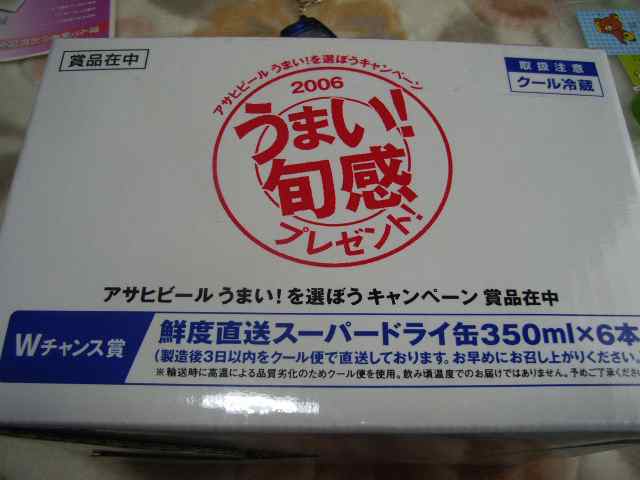 賞品在中
取扱注意
クール冷蔵
アサヒビール うまい!を選ぼうキャンペーン
2006
うまい!
旬感
プレゼント!
アサヒビール うまい!を選ぼうキャンペーン 賞品在中
Wチャンス賞
鮮度直送スーパードライ缶350ml×6本
(製造後3日以内をクール便で直送しております。お早めにお召し上がりください。
※輸送時に高温による品質劣化のためクール便を使用。飲み頃温度でのお届けではありません。予めご了承くださ